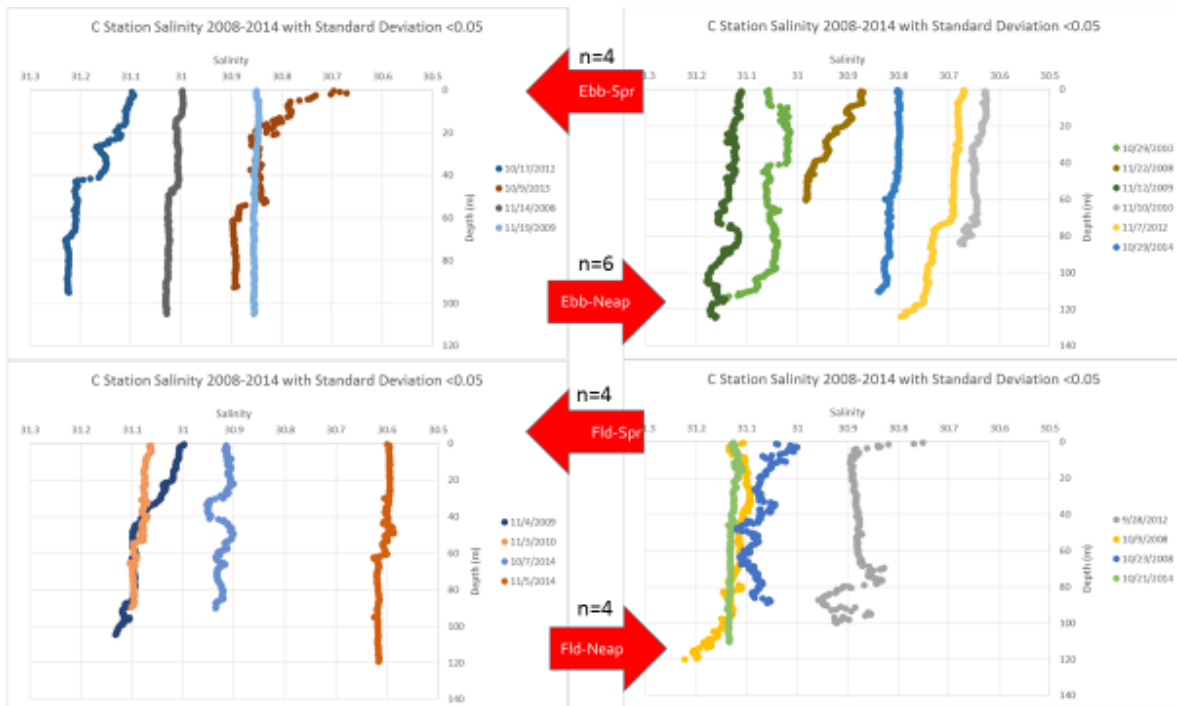 C Station Salinity 2008-2014 with Standard Deviation <0.05
Salinity
31.3 31.2 31.1 31 30.9 30.8 30.7 30.6 30.5
0
20
40
60
80
100
120
Depth (m)
10/17/2012
10/9/2013
11/14/2008
11/19/2009
n=4
Ebb-Spr
n=6
Ebb-Neap
C Station Salinity 2008-2014 with Standard Deviation <0.05
Salinity
31.3 31.2 31.1 31 30.9 30.8 30.7 30.6 30.5
0
20
40
60
80
100
120
140
Depth (m)
10/29/2010
11/22/2008
11/12/2009
11/10/2010
11/7/2012
10/29/2014
C Station Salinity 2008-2014 with Standard Deviation <0.05
Salinity
31.3 31.2 31.1 31 30.9 30.8 30.7 30.6 30.5
0
20
40
60
80
100
120
140
Depth (m)
11/4/2009
11/3/2010
10/7/2014
11/5/2014
n=4
Fld-Spr
n=4
Fld-Neap
C Station Salinity 2008-2014 with Standard Deviation <0.05
Salinity
31.3 31.2 31.1 31 30.9 30.8 30.7 30.6 30.5
0
20
40
60
80
100
120
140
Depth (m)
9/28/2012
10/9/2008
10/23/2008
10/21/2014